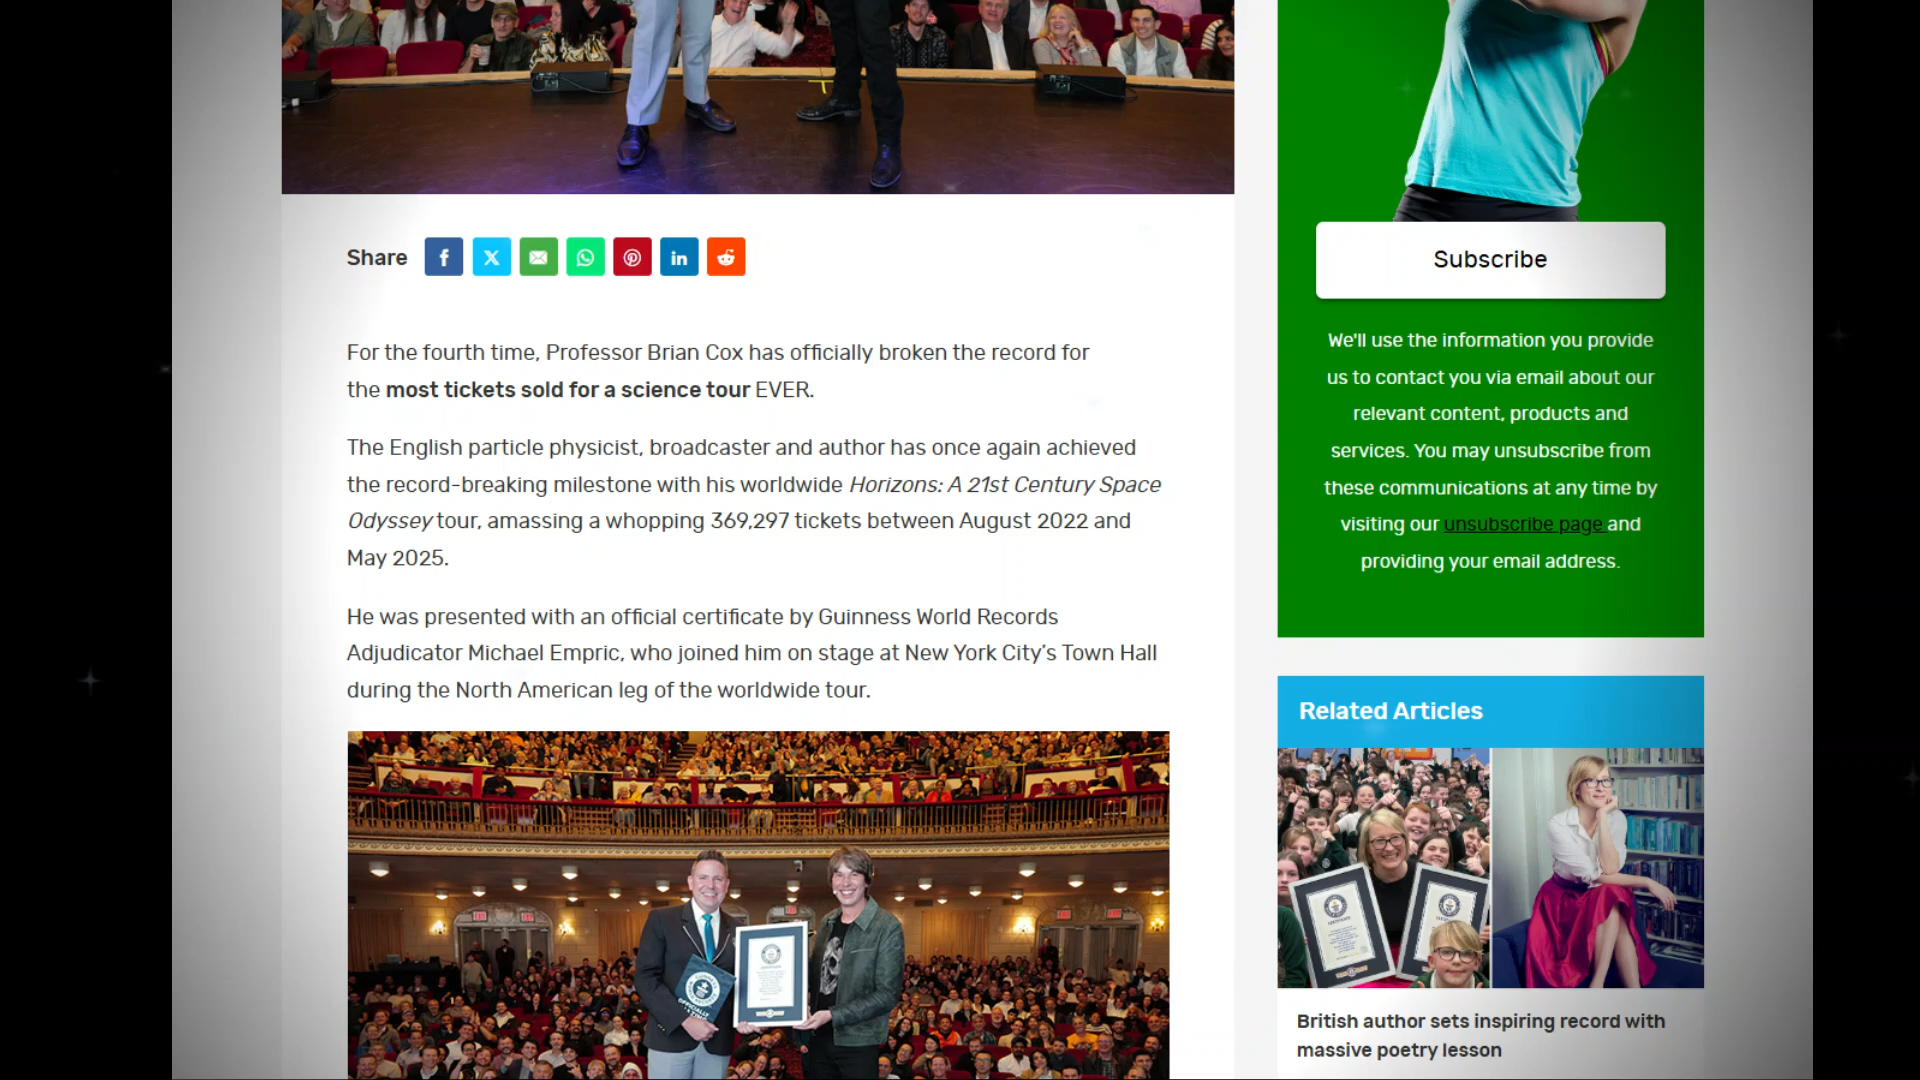 Share
For the fourth time, Professor Brian Cox has officially broken the record for
the most tickets sold for a science tour EVER.
The English particle physicist, broadcaster and author has once again achieved
the record-breaking milestone with his worldwide Horizons: A 21st Century Space
Odyssey tour, amassing a whopping 369,297 tickets between August 2022 and
May 2025.
He was presented with an official certificate by Guinness World Records
Adjudicator Michael Empric, who joined him on stage at New York City's Town Hall
during the North American leg of the worldwide tour.
Subscribe
We'll use the information you provide
us to contact you via email about our
relevant content, products and
services. You may unsubscribe from
these communications at any time by
visiting our unsubscribe page and
providing your email address.
Related Articles
British author sets inspiring record with
massive poetry lesson